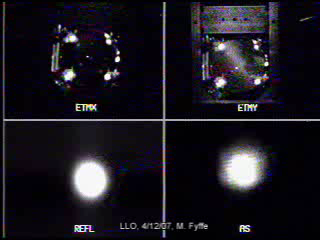 ETMX
ETMY
REFL
AS
LLO, 4/12/07, M. Fyffe